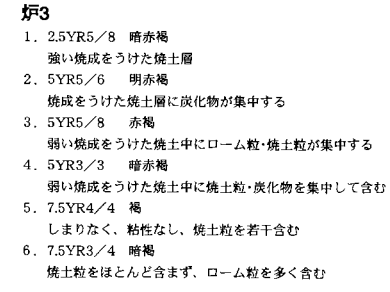 炉3
1. 2.5YR5/8 暗赤褐
強い焼成をうけた焼土層
2. 5YR5/6 明赤褐
焼成をうけた焼土層に炭化物が集中する
3. 5YR5/8 赤褐
弱い焼成をうけた焼土中にローム粒・焼土粒が集中する
4. 5YR3/3 暗赤褐
弱い焼成をうけた焼土中に焼土粒・炭化物を集中して含む
5. 7.5YR4/4 褐
しまりなく、粘性なし、焼土粒を若干含む
6. 7.5YR3/4 暗褐
焼土粒をほとんど含まず、ローム粒を多く含む